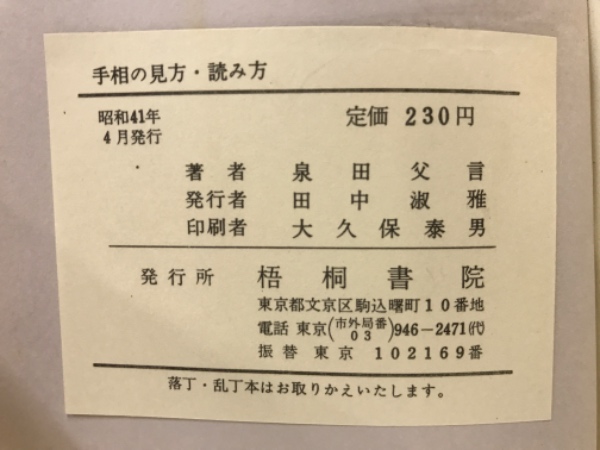 手相の見方・読み方
昭和41年
4月発行
定価 230円
著者 泉田父言
発行者 田中淑雅
印刷者 大久保泰男
発行所 梧桐書院
東京都文京区駒込曙町10番地
電話 東京(市外局番03)946-2471(代)
振替 東京 102169番
落丁・乱丁本はお取りかえいたします。